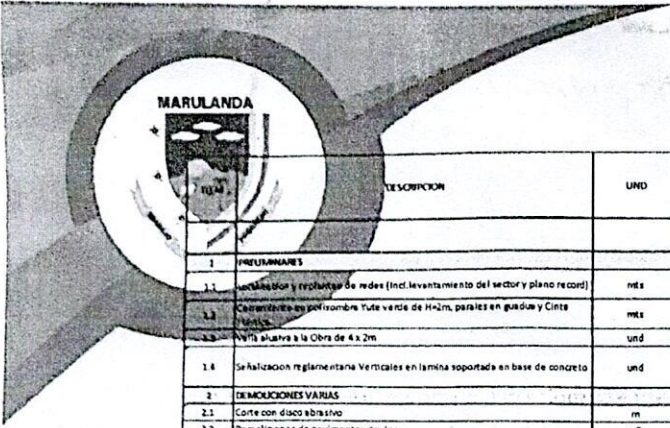 MARULANDA
ITEM DESCRIPCION UND
1 PRELIMINARES
1.1 Localizacion y replanteo de redes (Incl.levantamiento del sector y plano record) mts
1.2 Cerramiento en polisombra Yute verde de H=2m, parales en guadua y Cinta mts
1.3 Valla alusiva a la Obra de 4 x 2m und
1.4 Señalizacion reglamentaria Verticales en lamina soportada en base de concreto und
2 DEMOLICIONES VARIAS
2.1 Corte con disco abrasivo m